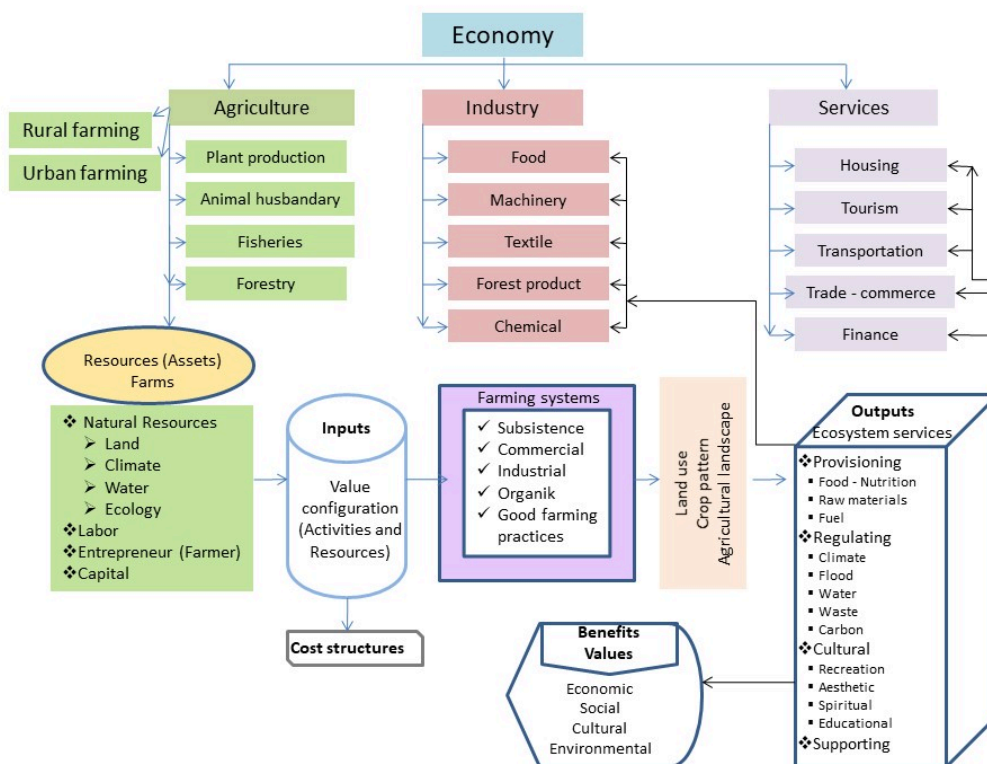 Economy
Agriculture
Rural farming
Urban farming
Plant production
Animal husbandary
Fisheries
Forestry
Industry
Food
Machinery
Textile
Forest product
Chemical
Services
Housing
Tourism
Transportation
Trade - commerce
Finance
Resources (Assets)
Farms
❖ Natural Resources
➢ Land
➢ Climate
➢ Water
➢ Ecology
❖Labor
❖Entrepreneur (Farmer)
❖Capital
Inputs
Value
configuration
(Activities and
Resources)
Cost structures
Farming systems
✓ Subsistence
✓ Commercial
✓ Industrial
✓ Organik
✓ Good farming
practices
Land use
Crop pattern
Agricultural landscape
Outputs
Ecosystem services
❖Provisioning
▪ Food - Nutrition
▪ Raw materials
▪ Fuel
❖Regulating
▪ Climate
▪ Flood
▪ Water
▪ Waste
▪ Carbon
❖Cultural
▪ Recreation
▪ Aesthetic
▪ Spiritual
▪ Educational
❖Supporting
Benefits
Values
Economic
Social
Cultural
Environmental